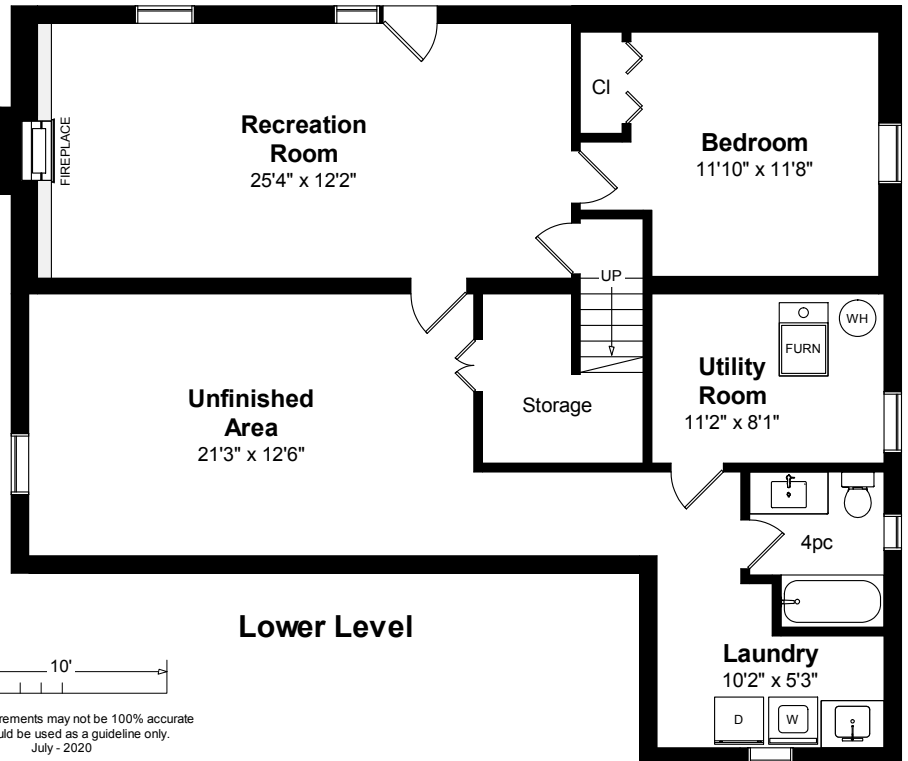 Recreation
Room
25'4" x 12'2"
FIREPLACE
Cl
Bedroom
11'10" x 11'8"
UP
Unfinished
Area
21'3" x 12'6"
Storage
FURN
WH
Utility
Room
11'2" x 8'1"
4pc
Lower Level
Laundry
10'2" x 5'3"
D
W
10'
rements may not be 100% accurate
uld be used as a guideline only.
July - 2020